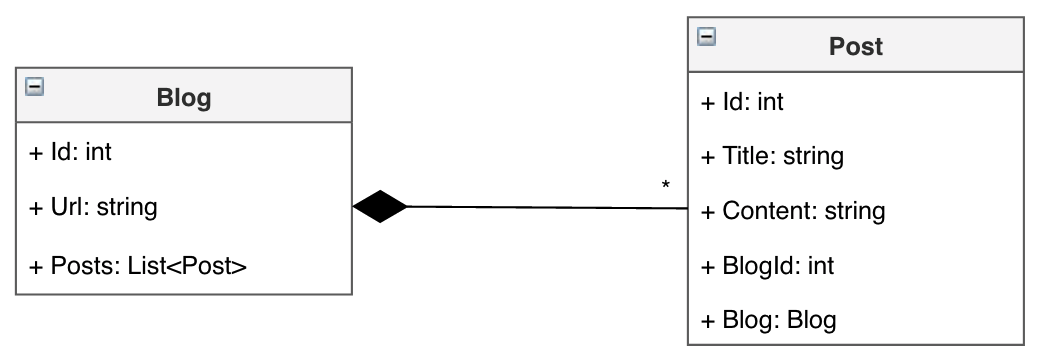 Blog
+ Id: int
+ Url: string
+ Posts: List<Post>
*
Post
+ Id: int
+ Title: string
+ Content: string
+ BlogId: int
+ Blog: Blog